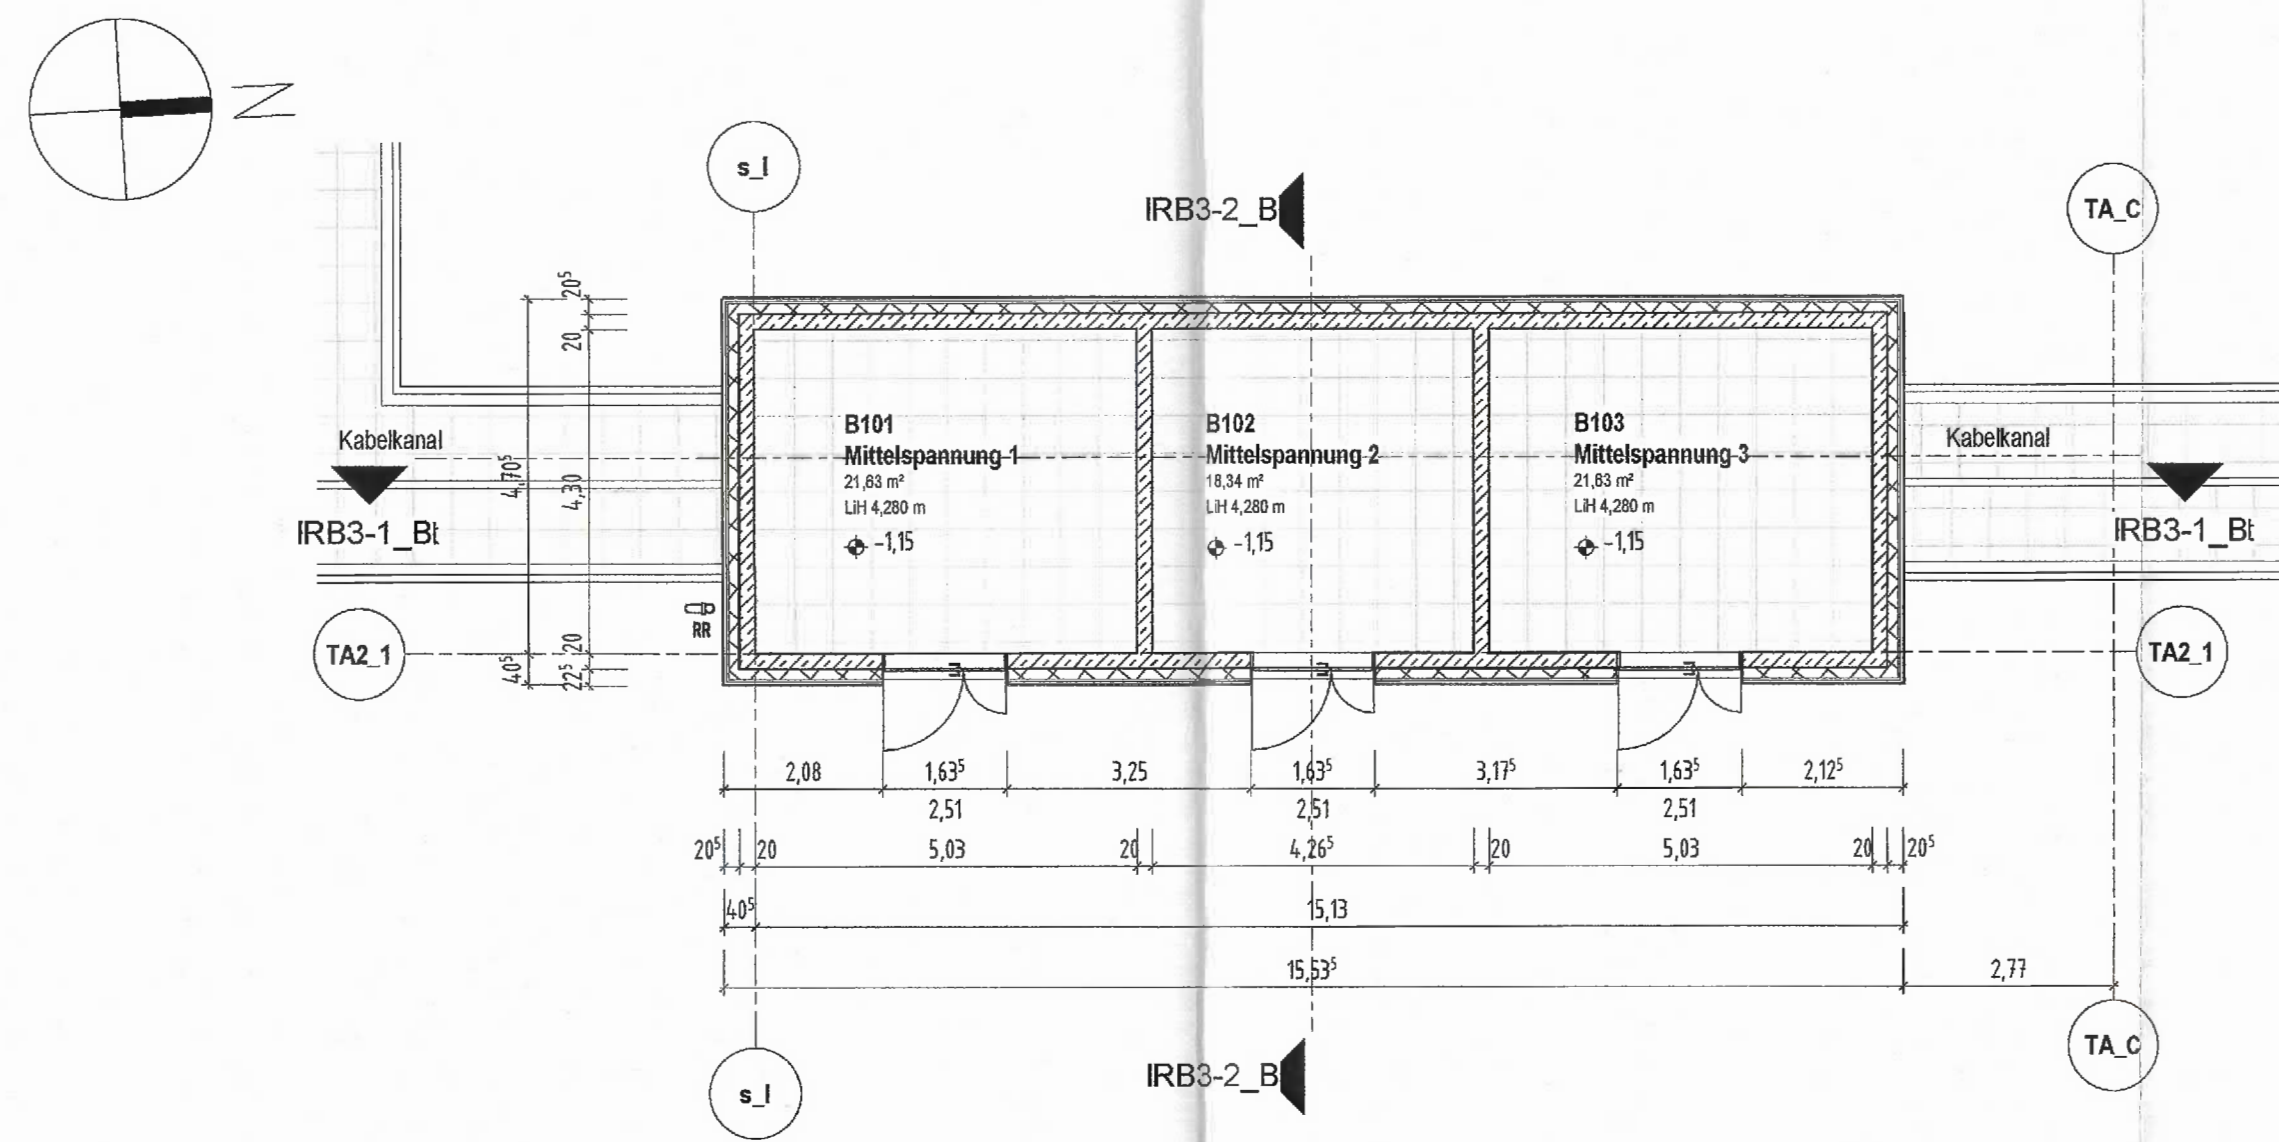 N
s_I
IRB3-2_B
TA_C
20⁵
20
4,70⁵
4,30
20
40⁵
22⁵
Kabelkanal
IRB3-1_Bt
TA2_1
RR
B101
Mittelspannung 1
21,63 m²
LiH 4,280 m
-1,15
B102
Mittelspannung 2
18,34 m²
LiH 4,280 m
-1,15
B103
Mittelspannung 3
21,63 m²
LiH 4,280 m
-1,15
Kabelkanal
IRB3-1_Bt
TA2_1
2,08 1,63⁵ 3,25 1,63⁵ 3,17⁵ 1,63⁵ 2,12⁵
2,51 2,51 2,51
20⁵ 20 5,03 20 4,26⁵ 20 5,03 20 20⁵
40⁵ 15,13
15,53⁵ 2,77
IRB3-2_B
s_I
TA_C